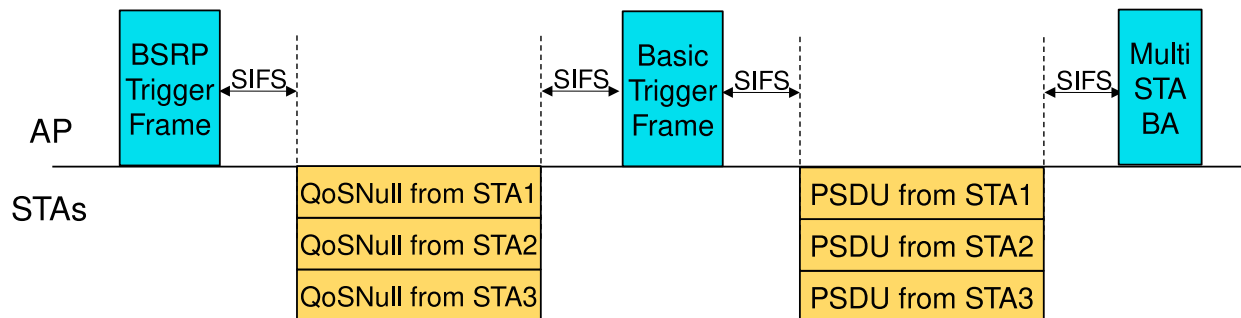 BSRP
Trigger
Frame
SIFS
SIFS
Basic
Trigger
Frame
SIFS
SIFS
Multi
STA
BA
AP
STAs
QoSNull from STA1
QoSNull from STA2
QoSNull from STA3
PSDU from STA1
PSDU from STA2
PSDU from STA3